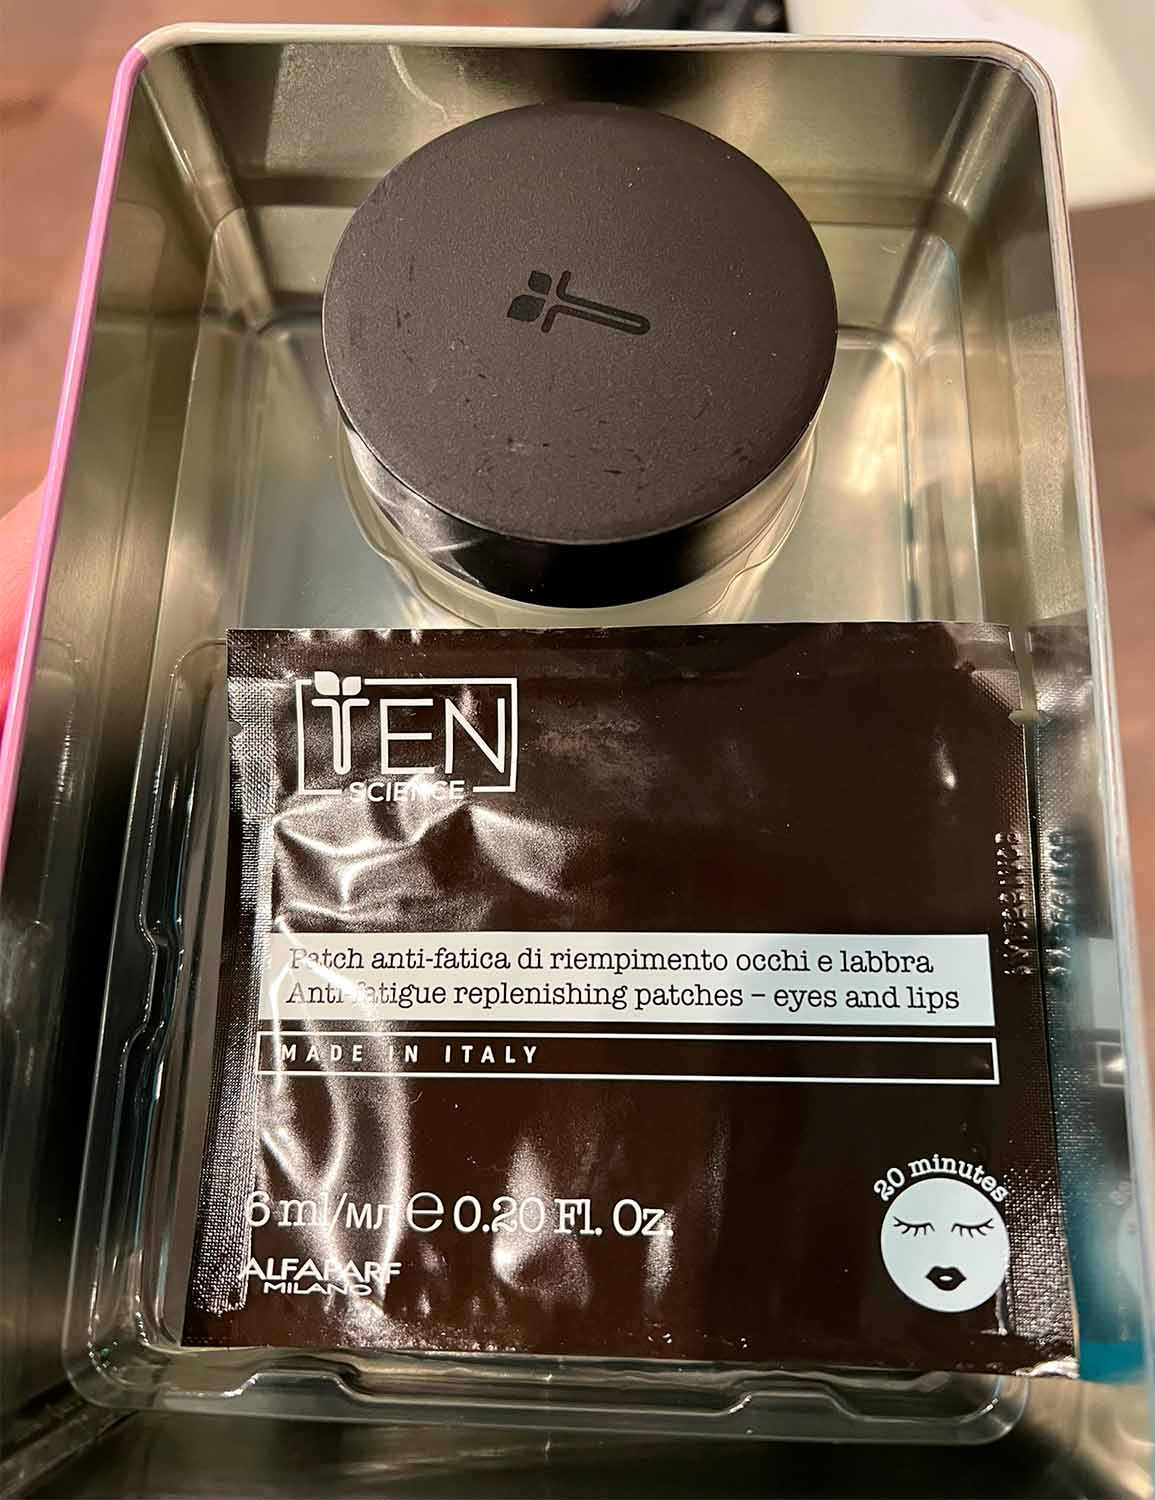 TEN
SCIENCE
Patch anti-fatica di riempimento occhi e labbra
Anti-fatigue replenishing patches – eyes and lips
MADE IN ITALY
20 minutes
6 ml/мл e 0.20 Fl. Oz.
ALFAPARF
MILANO